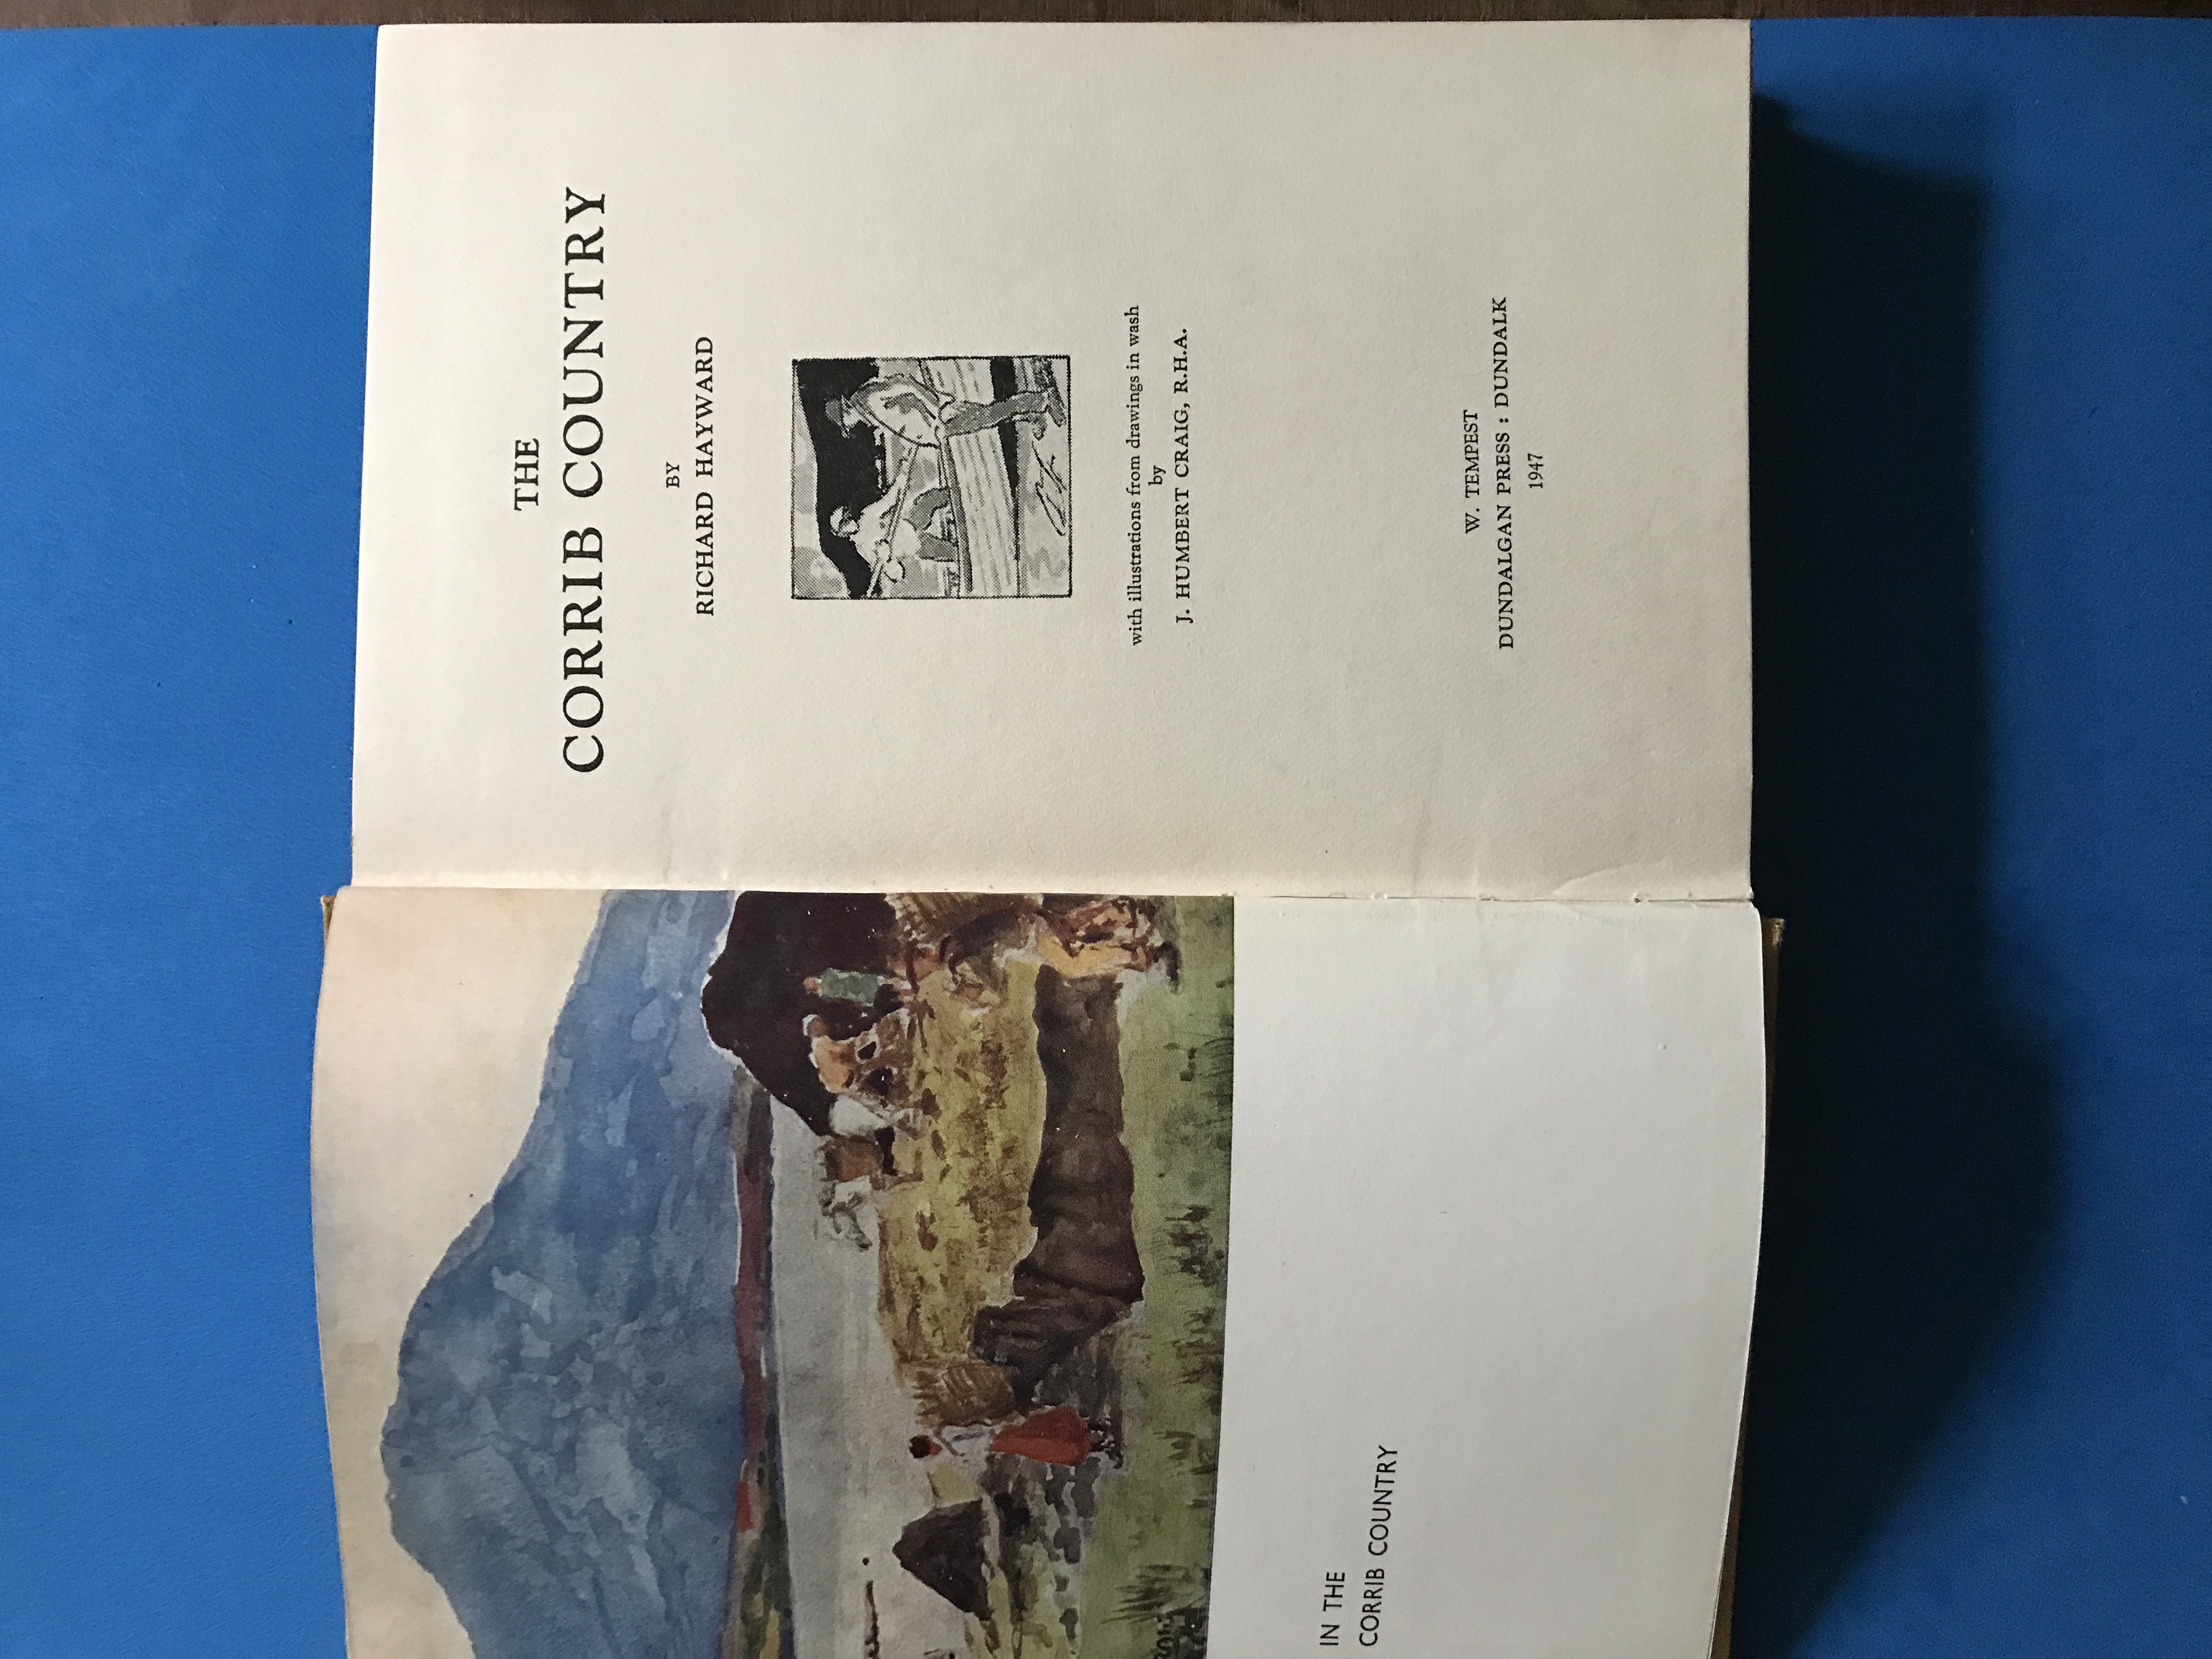 IN THE
CORRIB COUNTRY
THE
CORRIB COUNTRY
BY
RICHARD HAYWARD
with illustrations from drawings in wash
by
J. HUMBERT CRAIG, R.H.A.
W. TEMPEST
DUNDALGAN PRESS : DUNDALK
1947